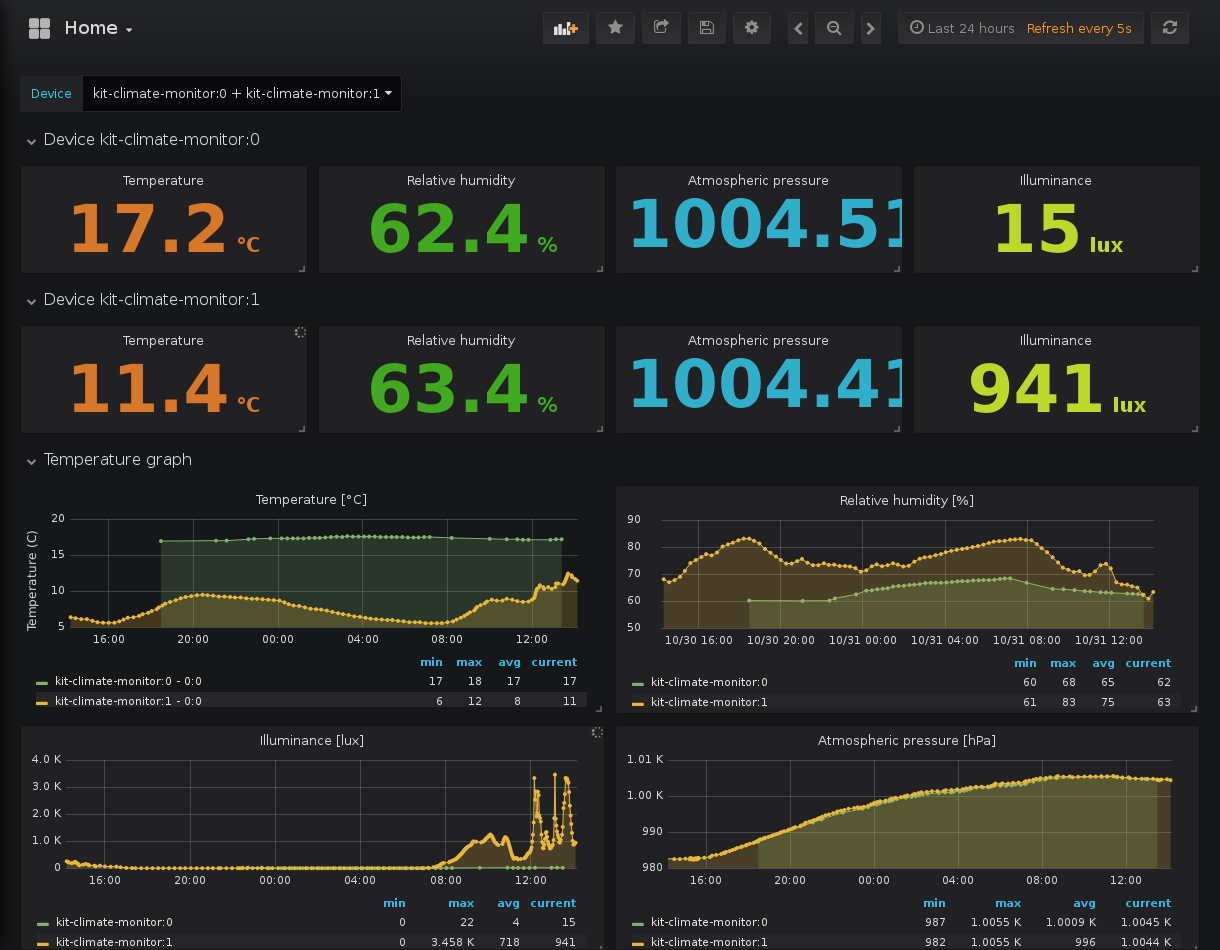 Home
Last 24 hours Refresh every 5s
Device kit-climate-monitor:0 + kit-climate-monitor:1
Device kit-climate-monitor:0
Temperature Relative humidity Atmospheric pressure Illuminance
17.2 °C 62.4 % 1004.51 15 lux
Device kit-climate-monitor:1
Temperature Relative humidity Atmospheric pressure Illuminance
11.4 °C 63.4 % 1004.41 941 lux
Temperature graph
Temperature [°C]
Temperature (C)
20
15
10
5
16:00 20:00 00:00 04:00 08:00 12:00
min max avg current
kit-climate-monitor:0 - 0:0 17 18 17 17
kit-climate-monitor:1 - 0:0 6 12 8 11
Relative humidity [%]
90
80
70
60
50
10/30 16:00 10/30 20:00 10/31 00:00 10/31 04:00 10/31 08:00 10/31 12:00
min max avg current
kit-climate-monitor:0 60 68 65 62
kit-climate-monitor:1 61 83 75 63
Illuminance [lux]
4.0 K
3.0 K
2.0 K
1.0 K
0
16:00 20:00 00:00 04:00 08:00 12:00
min max avg current
kit-climate-monitor:0 0 22 4 15
kit-climate-monitor:1 0 3.458 K 718 941
Atmospheric pressure [hPa]
1.01 K
1.00 K
990
980
16:00 20:00 00:00 04:00 08:00 12:00
min max avg current
kit-climate-monitor:0 987 1.0055 K 1.0009 K 1.0045 K
kit-climate-monitor:1 982 1.0055 K 996 1.0044 K